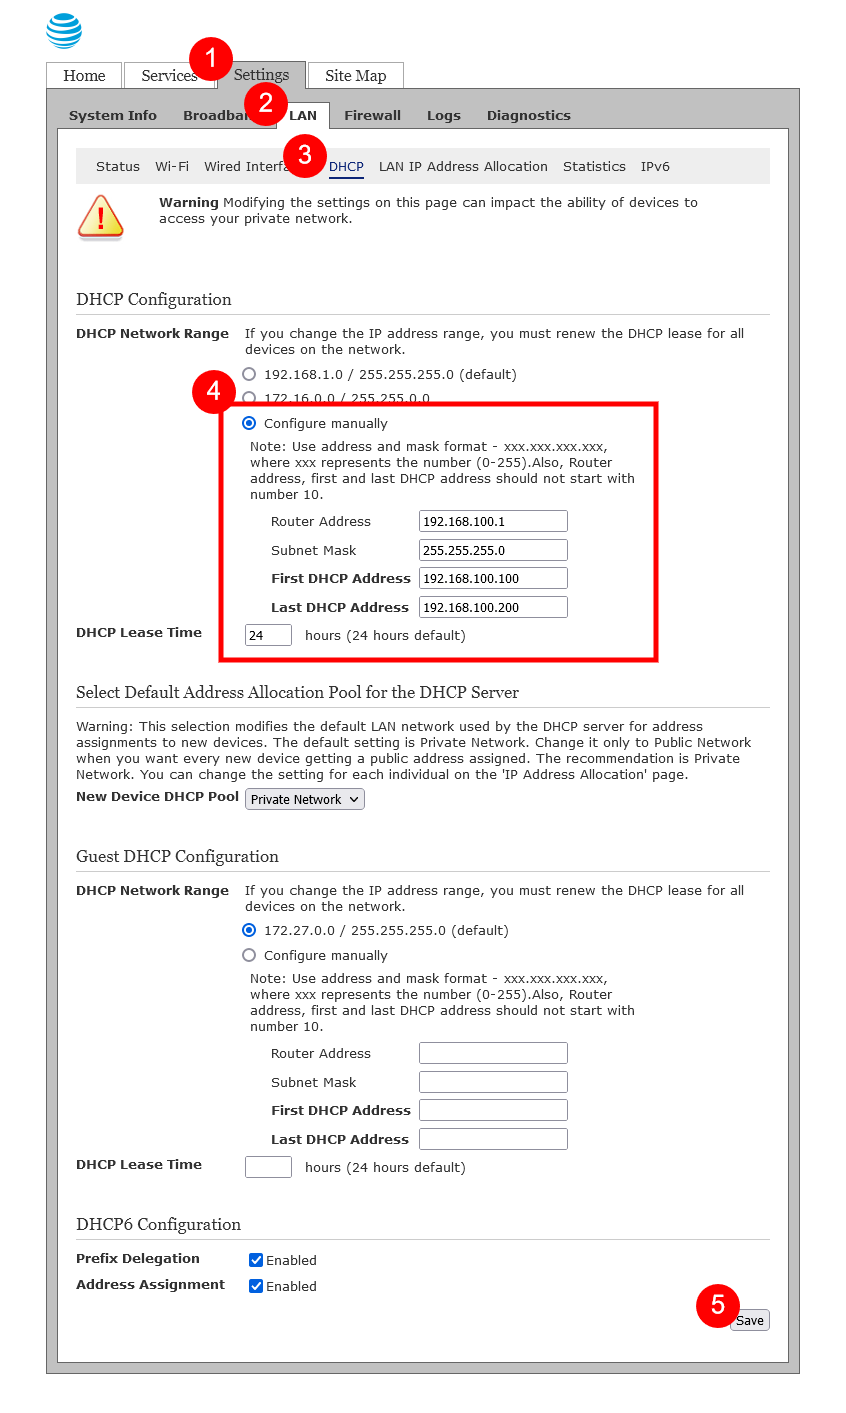 1
Home Services Settings Site Map
2
System Info LAN Firewall Logs Diagnostics
3
Status Wi-Fi Wired DHCP LAN IP Address Allocation Statistics IPv6
Warning Modifying the settings on this page can impact the ability of devices to
access your private network.
DHCP Configuration
DHCP Network Range If you change the IP address range, you must renew the DHCP lease for all
devices on the network.
192.168.1.0 / 255.255.255.0 (default)
4
172.16.0.0 / 255.255.0.0
Configure manually
Note: Use address and mask format - xxx.xxx.xxx.xxx,
where xxx represents the number (0-255).Also, Router
address, first and last DHCP address should not start with
number 10.
Router Address 192.168.100.1
Subnet Mask 255.255.255.0
First DHCP Address 192.168.100.100
Last DHCP Address 192.168.100.200
DHCP Lease Time 24 hours (24 hours default)
Select Default Address Allocation Pool for the DHCP Server
Warning: This selection modifies the default LAN network used by the DHCP server for address
assignments to new devices. The default setting is Private Network. Change it only to Public Network
when you want every new device getting a public address assigned. The recommendation is Private
Network. You can change the setting for each individual on the 'IP Address Allocation' page.
New Device DHCP Pool Private Network
Guest DHCP Configuration
DHCP Network Range If you change the IP address range, you must renew the DHCP lease for all
devices on the network.
172.27.0.0 / 255.255.255.0 (default)
Configure manually
Note: Use address and mask format - xxx.xxx.xxx.xxx,
where xxx represents the number (0-255).Also, Router
address, first and last DHCP address should not start with
number 10.
Router Address
Subnet Mask
First DHCP Address
Last DHCP Address
DHCP Lease Time hours (24 hours default)
DHCP6 Configuration
Prefix Delegation Enabled
Address Assignment Enabled
5
Save